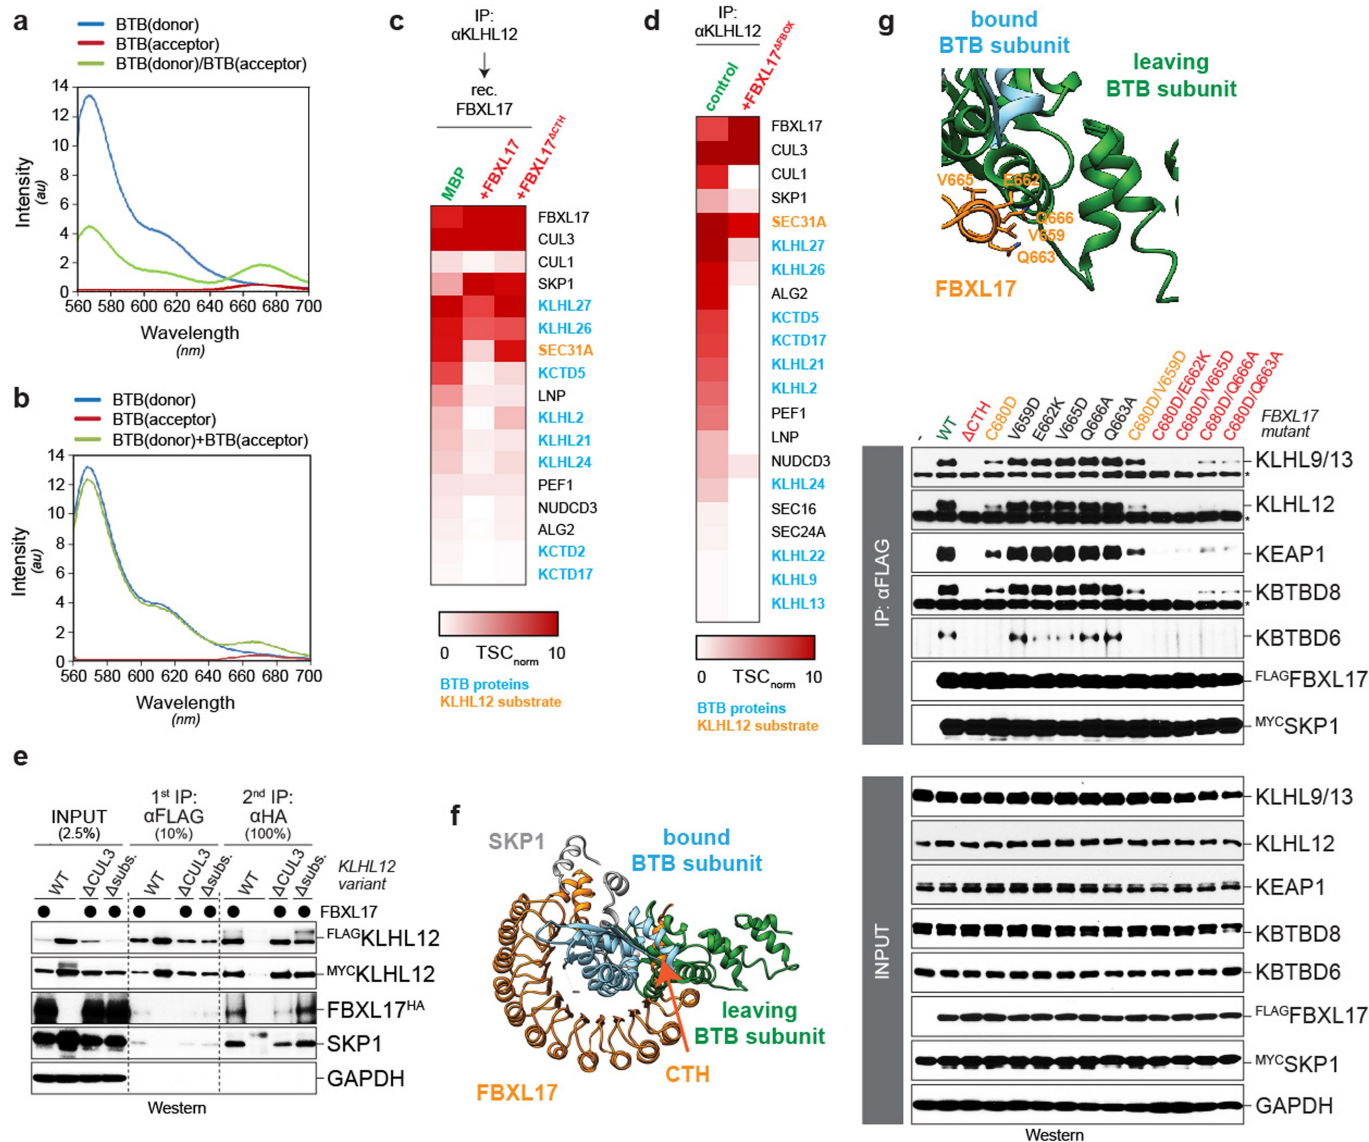 a
BTB(donor)
BTB(acceptor)
BTB(donor)/BTB(acceptor)
Intensity
(au)
14
12
10
8
6
4
2
0
560
580
600
620
640
660
680
700
Wavelength
(nm)
b
BTB(donor)
BTB(acceptor)
BTB(donor)+BTB(acceptor)
Intensity
(au)
14
12
10
8
6
4
2
0
560
580
600
620
640
660
680
700
Wavelength
(nm)
c
IP:
αKLHL12
rec.
FBXL17
MBP
+FBXL17
+FBXL17ΔCTH
FBXL17
CUL3
CUL1
SKP1
KLHL27
KLHL26
SEC31A
KCTD5
LNP
KLHL2
KLHL21
KLHL24
PEF1
NUDCD3
ALG2
KCTD2
KCTD17
0 TSCnorm 10
BTB proteins
KLHL12 substrate
d
IP:
αKLHL12
control
+FBXL17ΔFBOX
FBXL17
CUL3
CUL1
SKP1
SEC31A
KLHL27
KLHL26
ALG2
KCTD5
KCTD17
KLHL21
KLHL2
PEF1
LNP
NUDCD3
KLHL24
SEC16
SEC24A
KLHL22
KLHL9
KLHL13
0 TSCnorm 10
BTB proteins
KLHL12 substrate
e
INPUT
(2.5%)
1st IP:
αFLAG
(10%)
2nd IP:
αHA
(100%)
WT
ΔCUL3
Δsubs.
WT
ΔCUL3
Δsubs.
WT
ΔCUL3
Δsubs.
KLHL12
variant
FBXL17
FLAGKLHL12
MYCKLHL12
FBXL17HA
SKP1
GAPDH
Western
f
SKP1
bound
BTB subunit
leaving
BTB subunit
CTH
FBXL17
g
bound
BTB subunit
leaving
BTB subunit
V665
E662
Q666
V659
Q663
FBXL17
-
WT
ΔCTH
C680D
V659D
E662K
V665D
Q666A
Q663A
C680D/V659D
C680D/E662K
C680D/V665D
C680D/Q666A
C680D/Q663A
FBXL17
mutant
IP: αFLAG
KLHL9/13
*
KLHL12
*
KEAP1
KBTBD8
*
KBTBD6
FLAGFBXL17
MYCSKP1
INPUT
KLHL9/13
KLHL12
KEAP1
KBTBD8
KBTBD6
FLAGFBXL17
MYCSKP1
GAPDH
Western